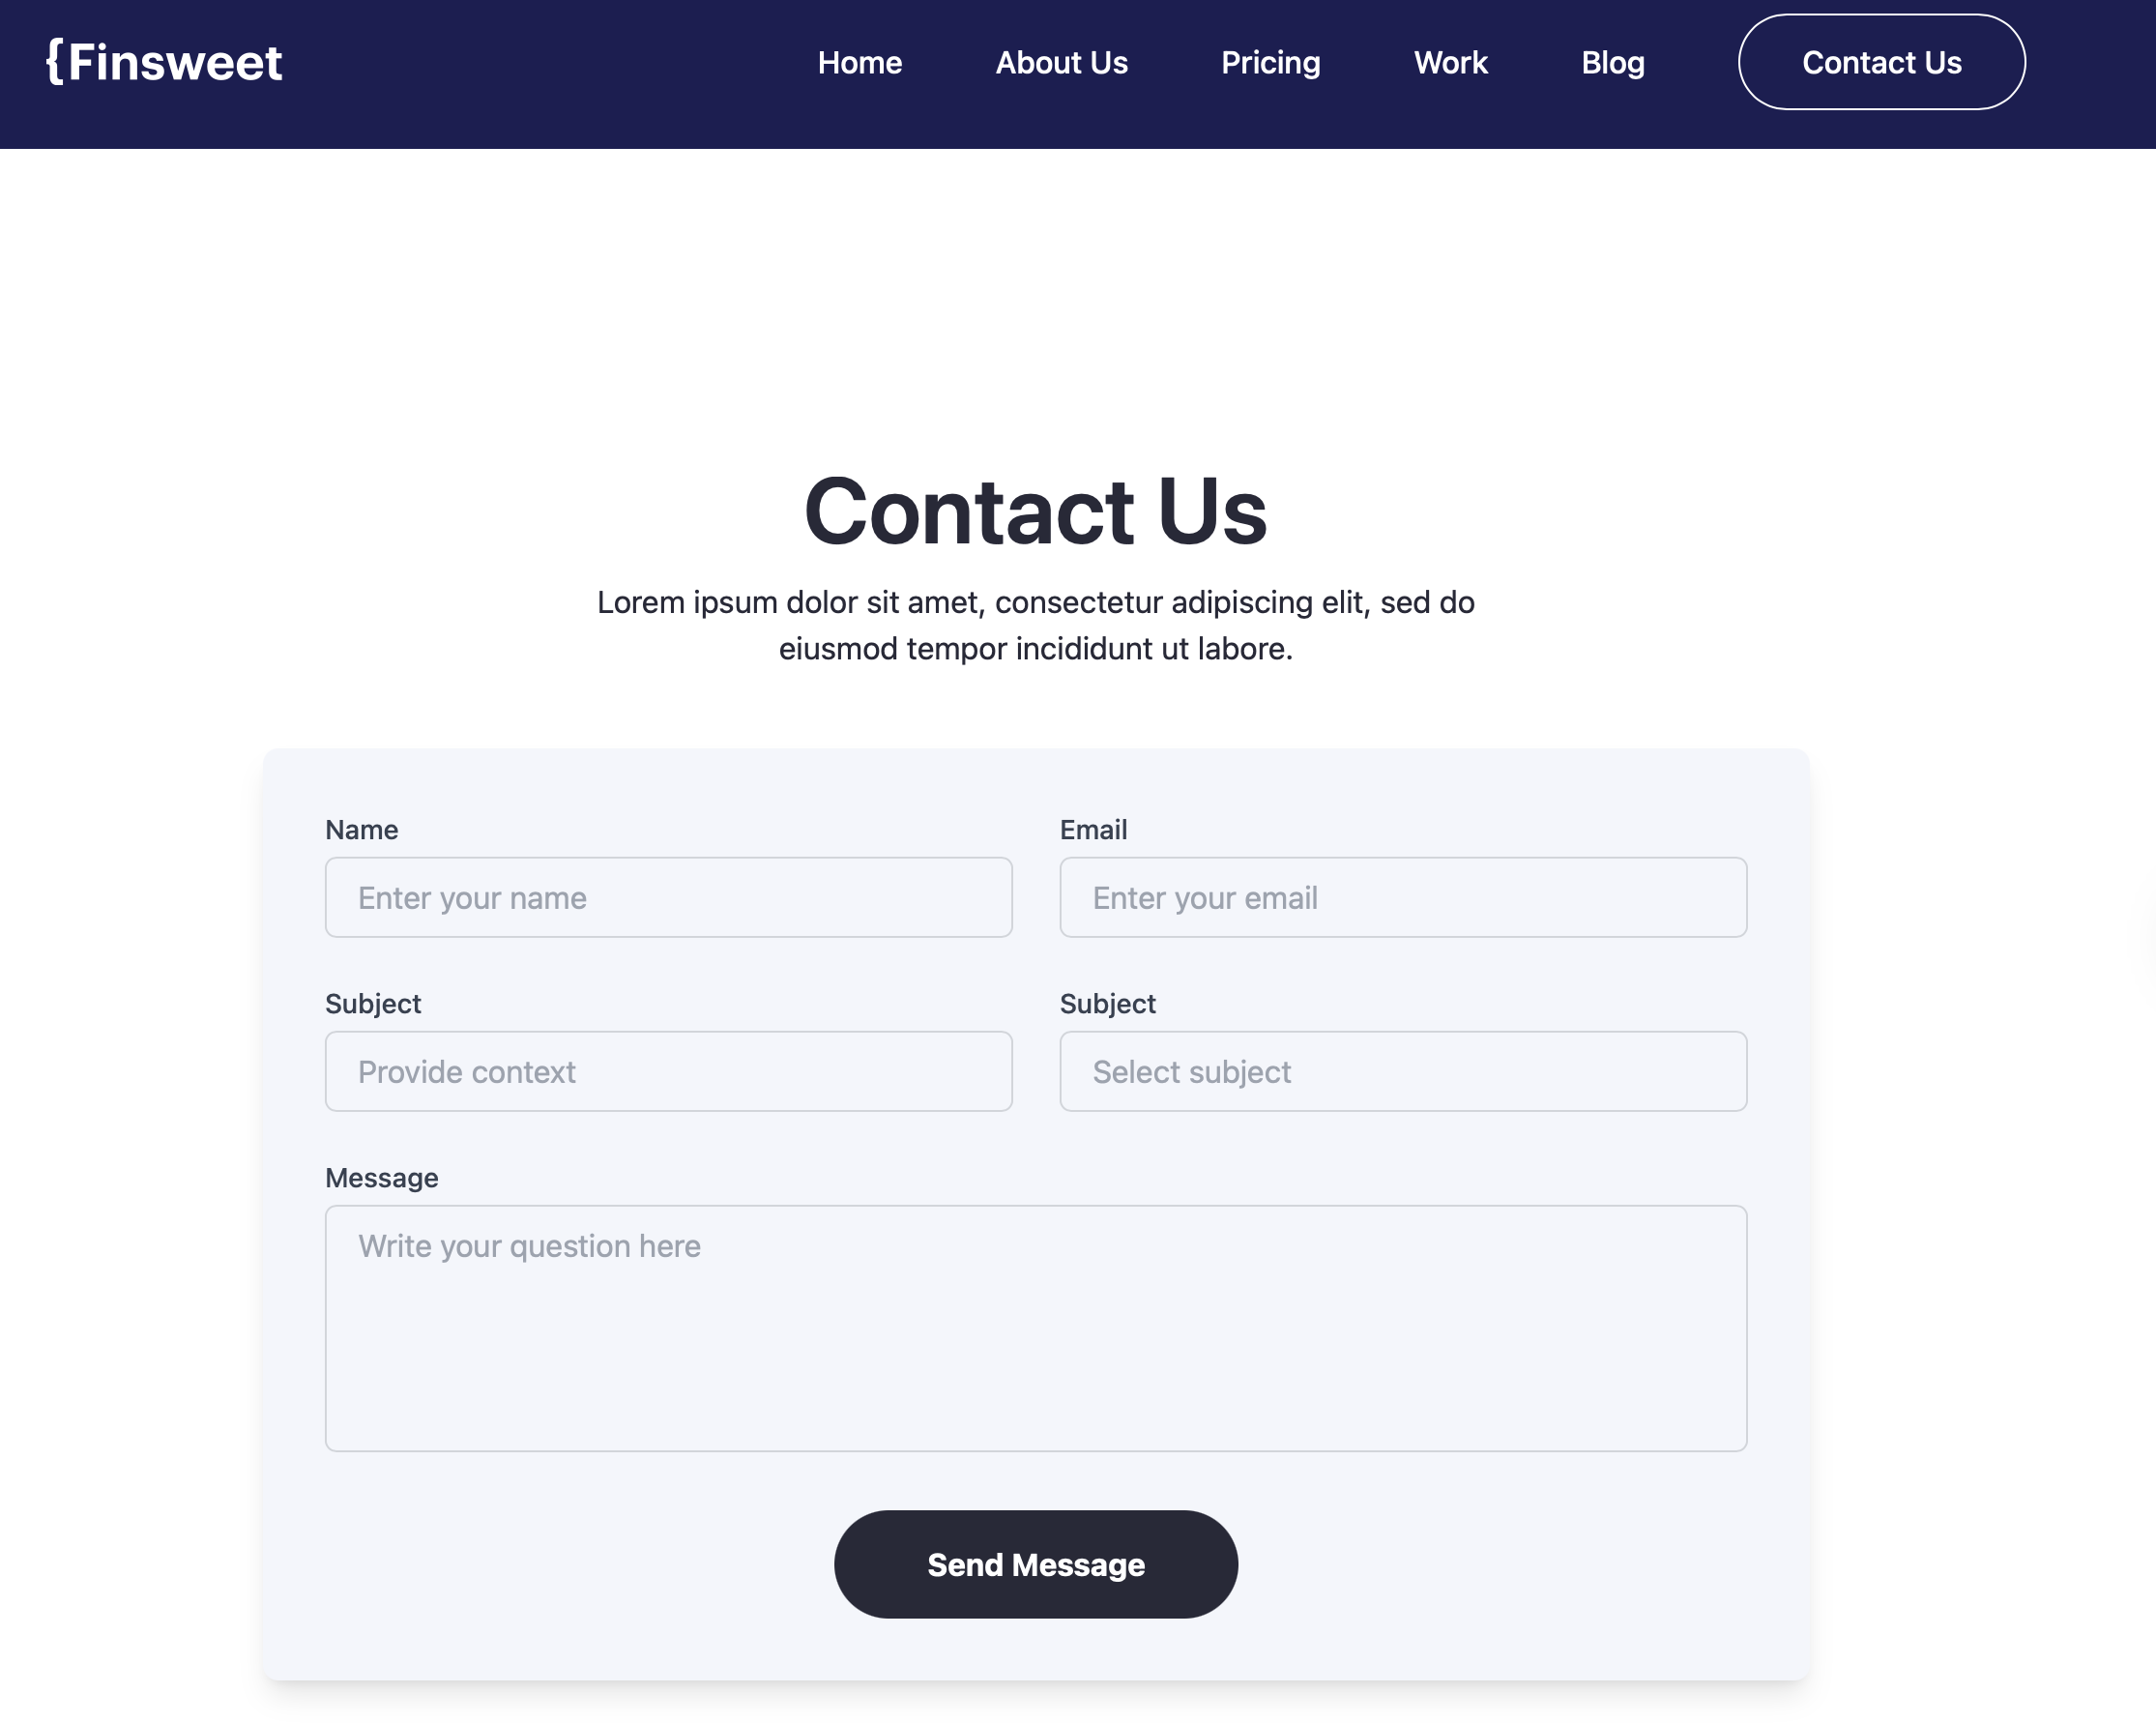 {Finsweet
Home About Us Pricing Work Blog Contact Us
Contact Us
Lorem ipsum dolor sit amet, consectetur adipiscing elit, sed do
eiusmod tempor incididunt ut labore.
Name Email
Enter your name Enter your email
Subject Subject
Provide context Select subject
Message
Write your question here
Send Message